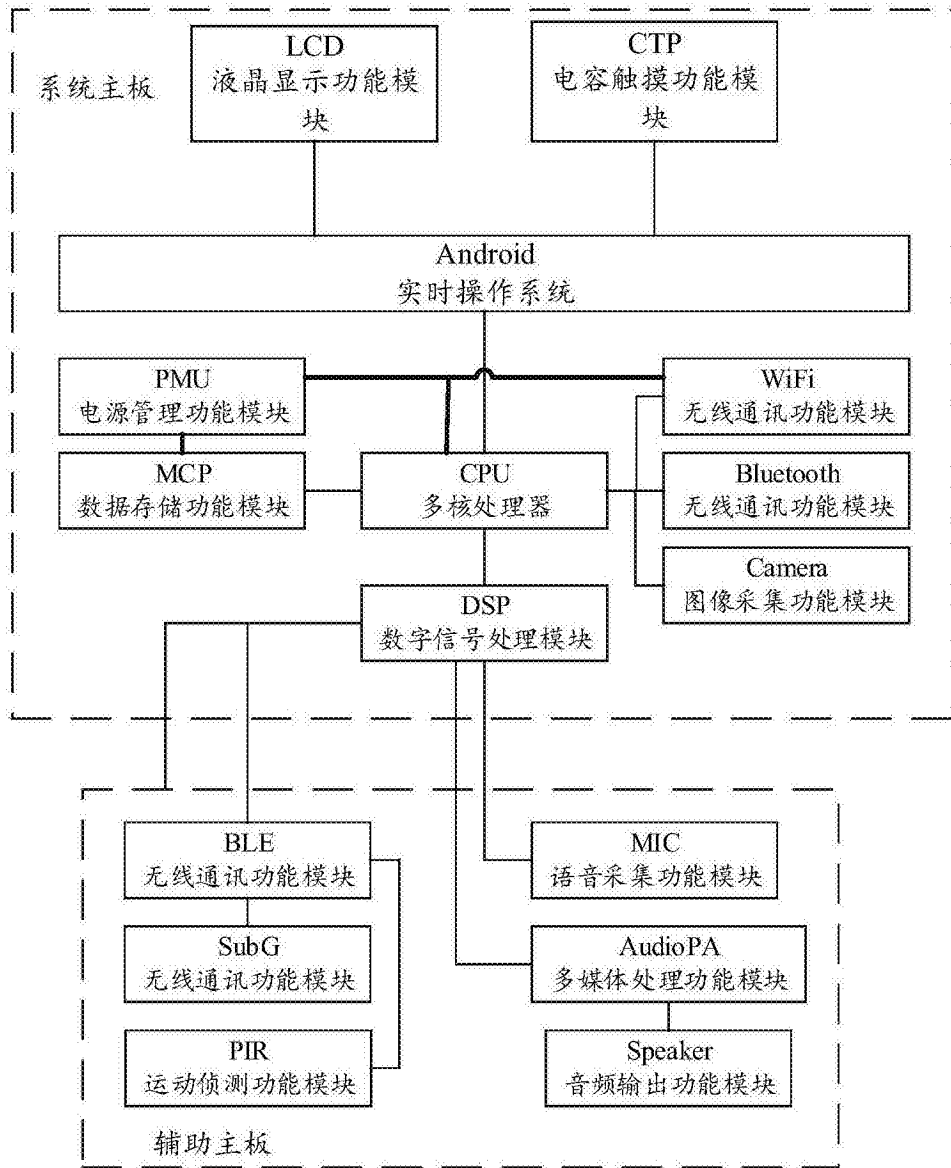 LCD
液晶显示功能模
块
CTP
电容触摸功能模
块
系统主板
Android
实时操作系统
PMU
电源管理功能模块
WiFi
无线通讯功能模块
MCP
数据存储功能模块
CPU
多核处理器
Bluetooth
无线通讯功能模块
Camera
图像采集功能模块
DSP
数字信号处理模块
BLE
无线通讯功能模块
MIC
语音采集功能模块
SubG
无线通讯功能模块
AudioPA
多媒体处理功能模块
PIR
运动侦测功能模块
Speaker
音频输出功能模块
辅助主板